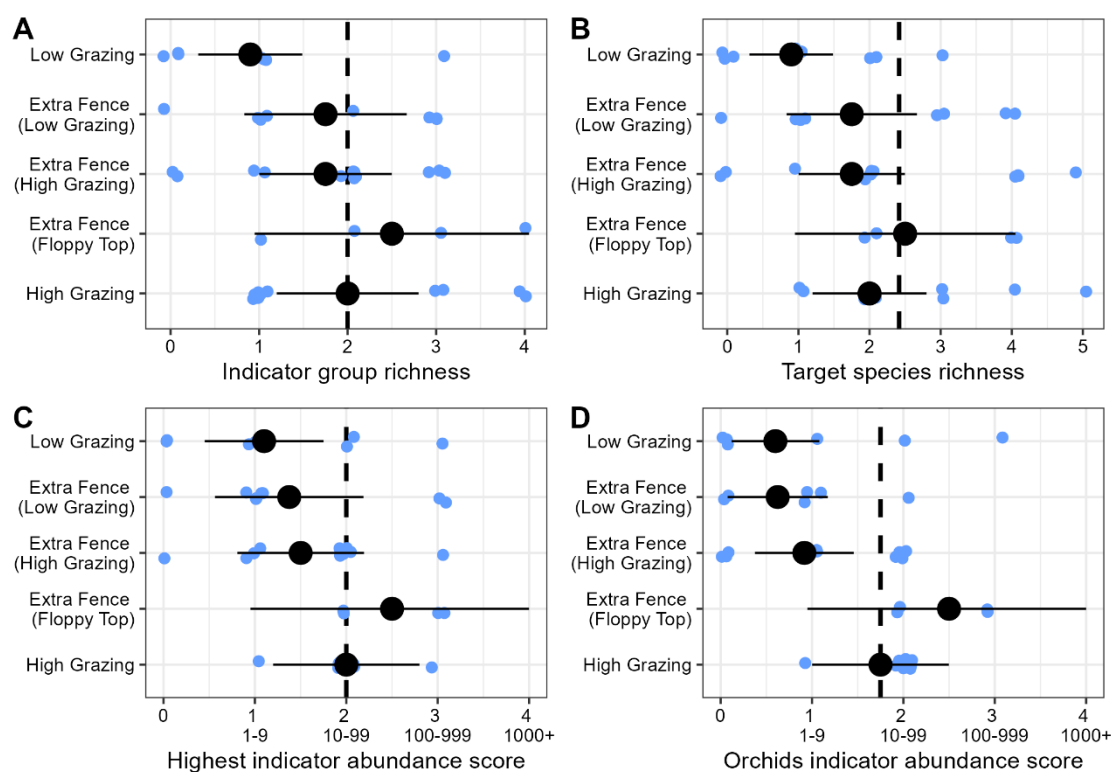 A
Low Grazing
Extra Fence
(Low Grazing)
Extra Fence
(High Grazing)
Extra Fence
(Floppy Top)
High Grazing
0 1 2 3 4
Indicator group richness
B
Low Grazing
Extra Fence
(Low Grazing)
Extra Fence
(High Grazing)
Extra Fence
(Floppy Top)
High Grazing
0 1 2 3 4 5
Target species richness
C
Low Grazing
Extra Fence
(Low Grazing)
Extra Fence
(High Grazing)
Extra Fence
(Floppy Top)
High Grazing
0 1 2 3 4
1-9 10-99 100-999 1000+
Highest indicator abundance score
D
Low Grazing
Extra Fence
(Low Grazing)
Extra Fence
(High Grazing)
Extra Fence
(Floppy Top)
High Grazing
0 1 2 3 4
1-9 10-99 100-999 1000+
Orchids indicator abundance score